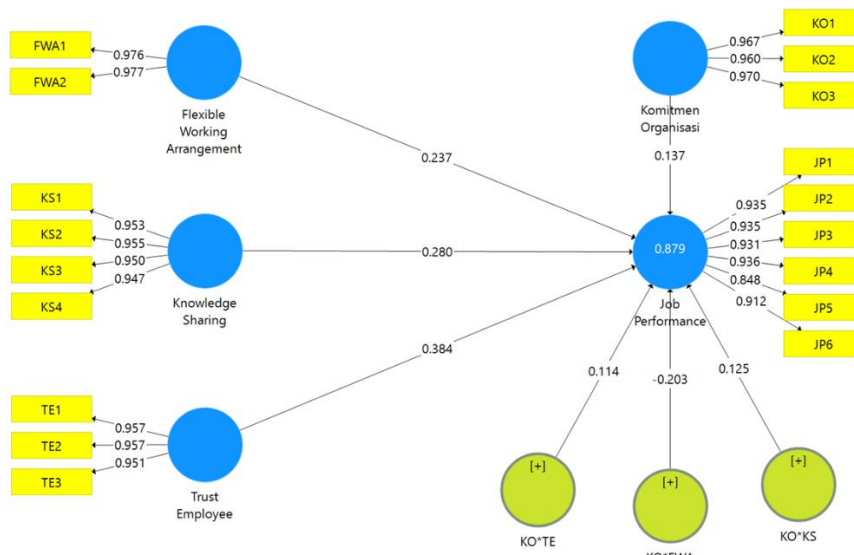 FWA1
0.976
FWA2
0.977
Flexible
Working
Arrangement
0.237
KS1
0.953
KS2
0.955
KS3
0.950
KS4
0.947
Knowledge
Sharing
0.280
TE1
0.957
TE2
0.957
TE3
0.951
Trust
Employee
0.384
KO1
0.967
KO2
0.960
KO3
0.970
Komitmen
Organisasi
0.137
0.879
Job
Performance
JP1
0.935
JP2
0.935
JP3
0.931
JP4
0.936
JP5
0.848
JP6
0.912
0.114
-0.203
0.125
[+]
KO*TE
[+]
KO*FWA
[+]
KO*KS